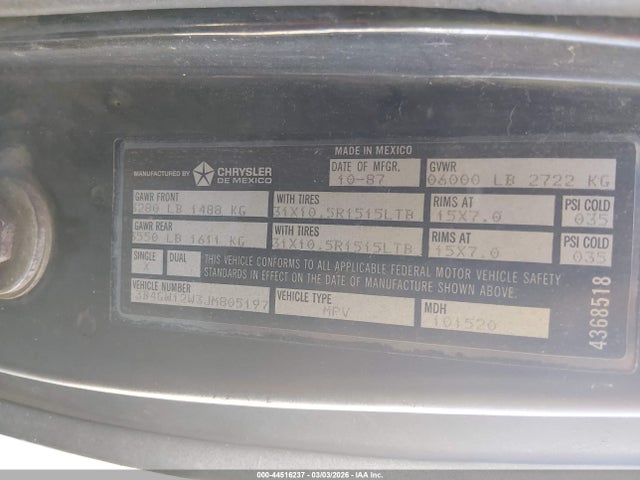 MADE IN MEXICO
MANUFACTURED BY CHRYSLER DE MEXICO
DATE OF MFGR. 10-87
GVWR 06000 LB 2722 KG
GAWR FRONT 3280 LB 1488 KG
WITH TIRES 31X10.5R1515LTB
RIMS AT 15X7.0
PSI COLD 035
GAWR REAR 3550 LB 1611 KG
WITH TIRES 31X10.5R1515LTB
RIMS AT 15X7.0
PSI COLD 035
SINGLE X DUAL
THIS VEHICLE CONFORMS TO ALL APPLICABLE FEDERAL MOTOR VEHICLE SAFETY
STANDARDS IN EFFECT ON THE DATE OF MANUFACTURE SHOWN ABOVE.
VEHICLE NUMBER 3B4GW12W3JM805197
VEHICLE TYPE MPV
MDH 101520
4368518
000-44516237 - 03/03/2026 - COPYRIGHT IAA, LLC.